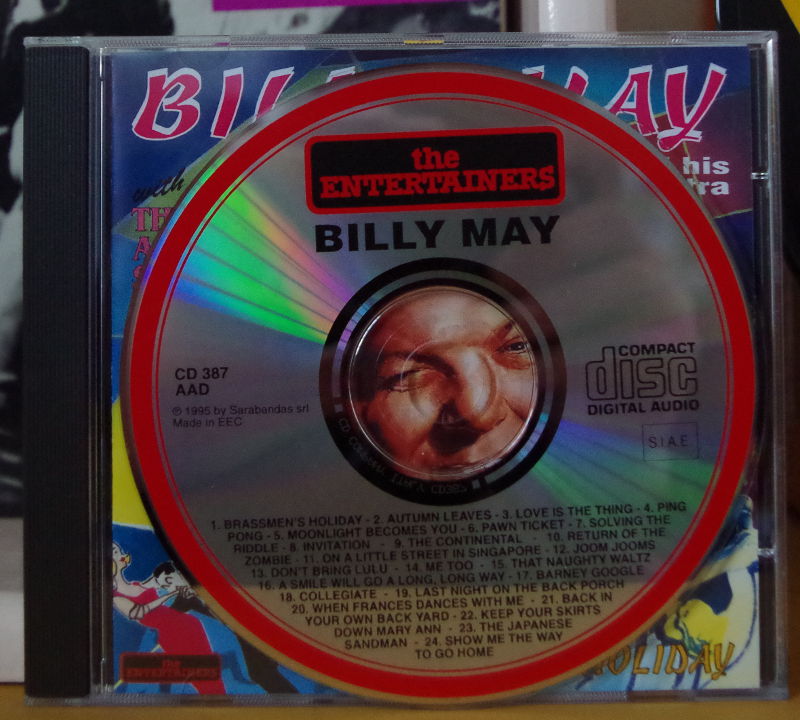 BIL MAY
with
his
tra
the
ENTERTAINERS
BILLY MAY
CD 387
AAD
℗ 1995 by Sarabandas srl
Made in EEC
COMPACT
disc
DIGITAL AUDIO
S.I.A.E.
1. BRASSMEN'S HOLIDAY - 2. AUTUMN LEAVES - 3. LOVE IS THE THING - 4. PING
PONG - 5. MOONLIGHT BECOMES YOU - 6. PAWN TICKET - 7. SOLVING THE
RIDDLE - 8. INVITATION - 9. THE CONTINENTAL - 10. RETURN OF THE
ZOMBIE - 11. ON A LITTLE STREET IN SINGAPORE - 12. JOOM JOOMS
13. DON'T BRING LULU - 14. ME TOO - 15. THAT NAUGHTY WALTZ
16. A SMILE WILL GO A LONG, LONG WAY - 17. BARNEY GOOGLE
18. COLLEGIATE - 19. LAST NIGHT ON THE BACK PORCH
20. WHEN FRANCES DANCES WITH ME - 21. BACK IN
YOUR OWN BACK YARD - 22. KEEP YOUR SKIRTS
DOWN MARY ANN - 23. THE JAPANESE
SANDMAN - 24. SHOW ME THE WAY
TO GO HOME
the
ENTERTAINERS
HOLIDAY